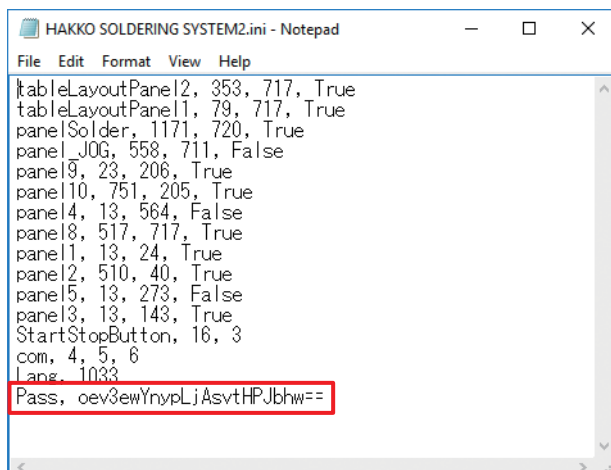 HAKKO SOLDERING SYSTEM2.ini - Notepad
File Edit Format View Help
tableLayoutPanel2, 353, 717, True
tableLayoutPanel1, 79, 717, True
panelSolder, 1171, 720, True
panel_JOG, 558, 711, False
panel9, 23, 206, True
panel10, 751, 205, True
panel4, 13, 564, False
panel8, 517, 717, True
panel1, 13, 24, True
panel2, 510, 40, True
panel5, 13, 273, False
panel3, 13, 143, True
StartStopButton, 16, 3
com, 4, 5, 6
Lang, 1033
Pass, oev3ewYnypLjAsvtHPJbhw==